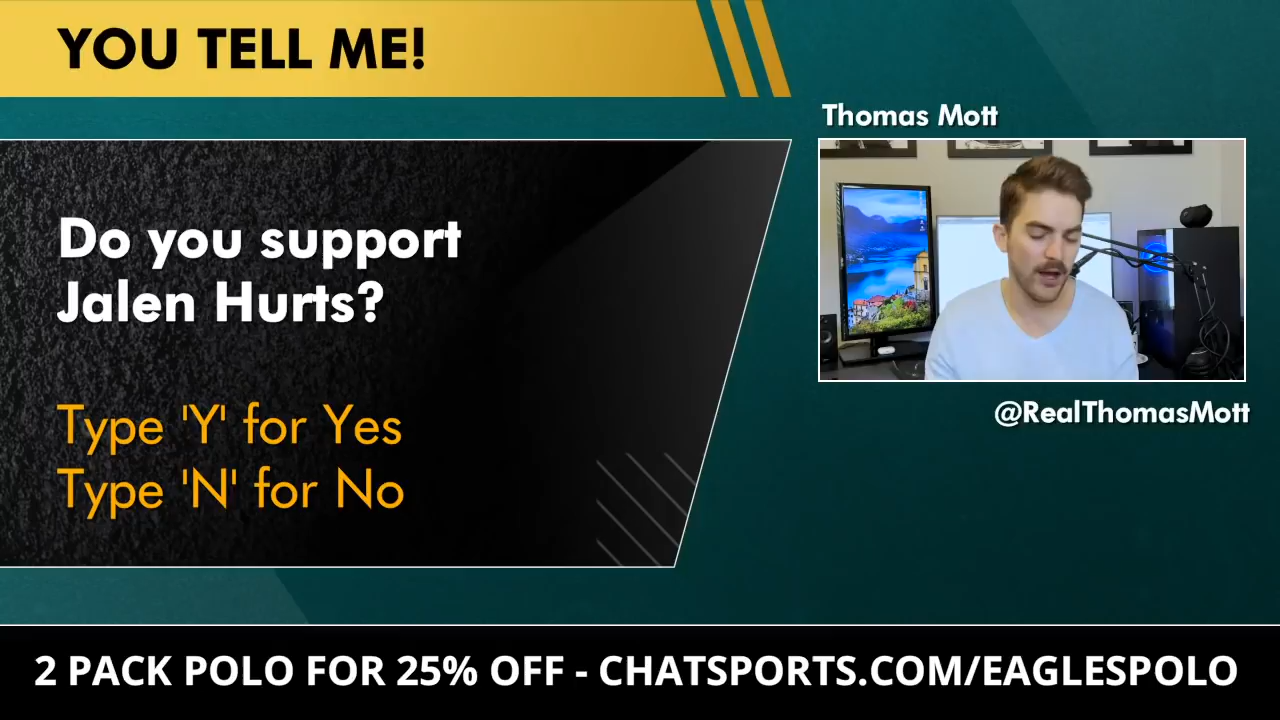 YOU TELL ME!
Thomas Mott
Do you support
Jalen Hurts?
Type 'Y' for Yes
Type 'N' for No
@RealThomasMott
2 PACK POLO FOR 25% OFF - CHATSPORTS.COM/EAGLESPOLO